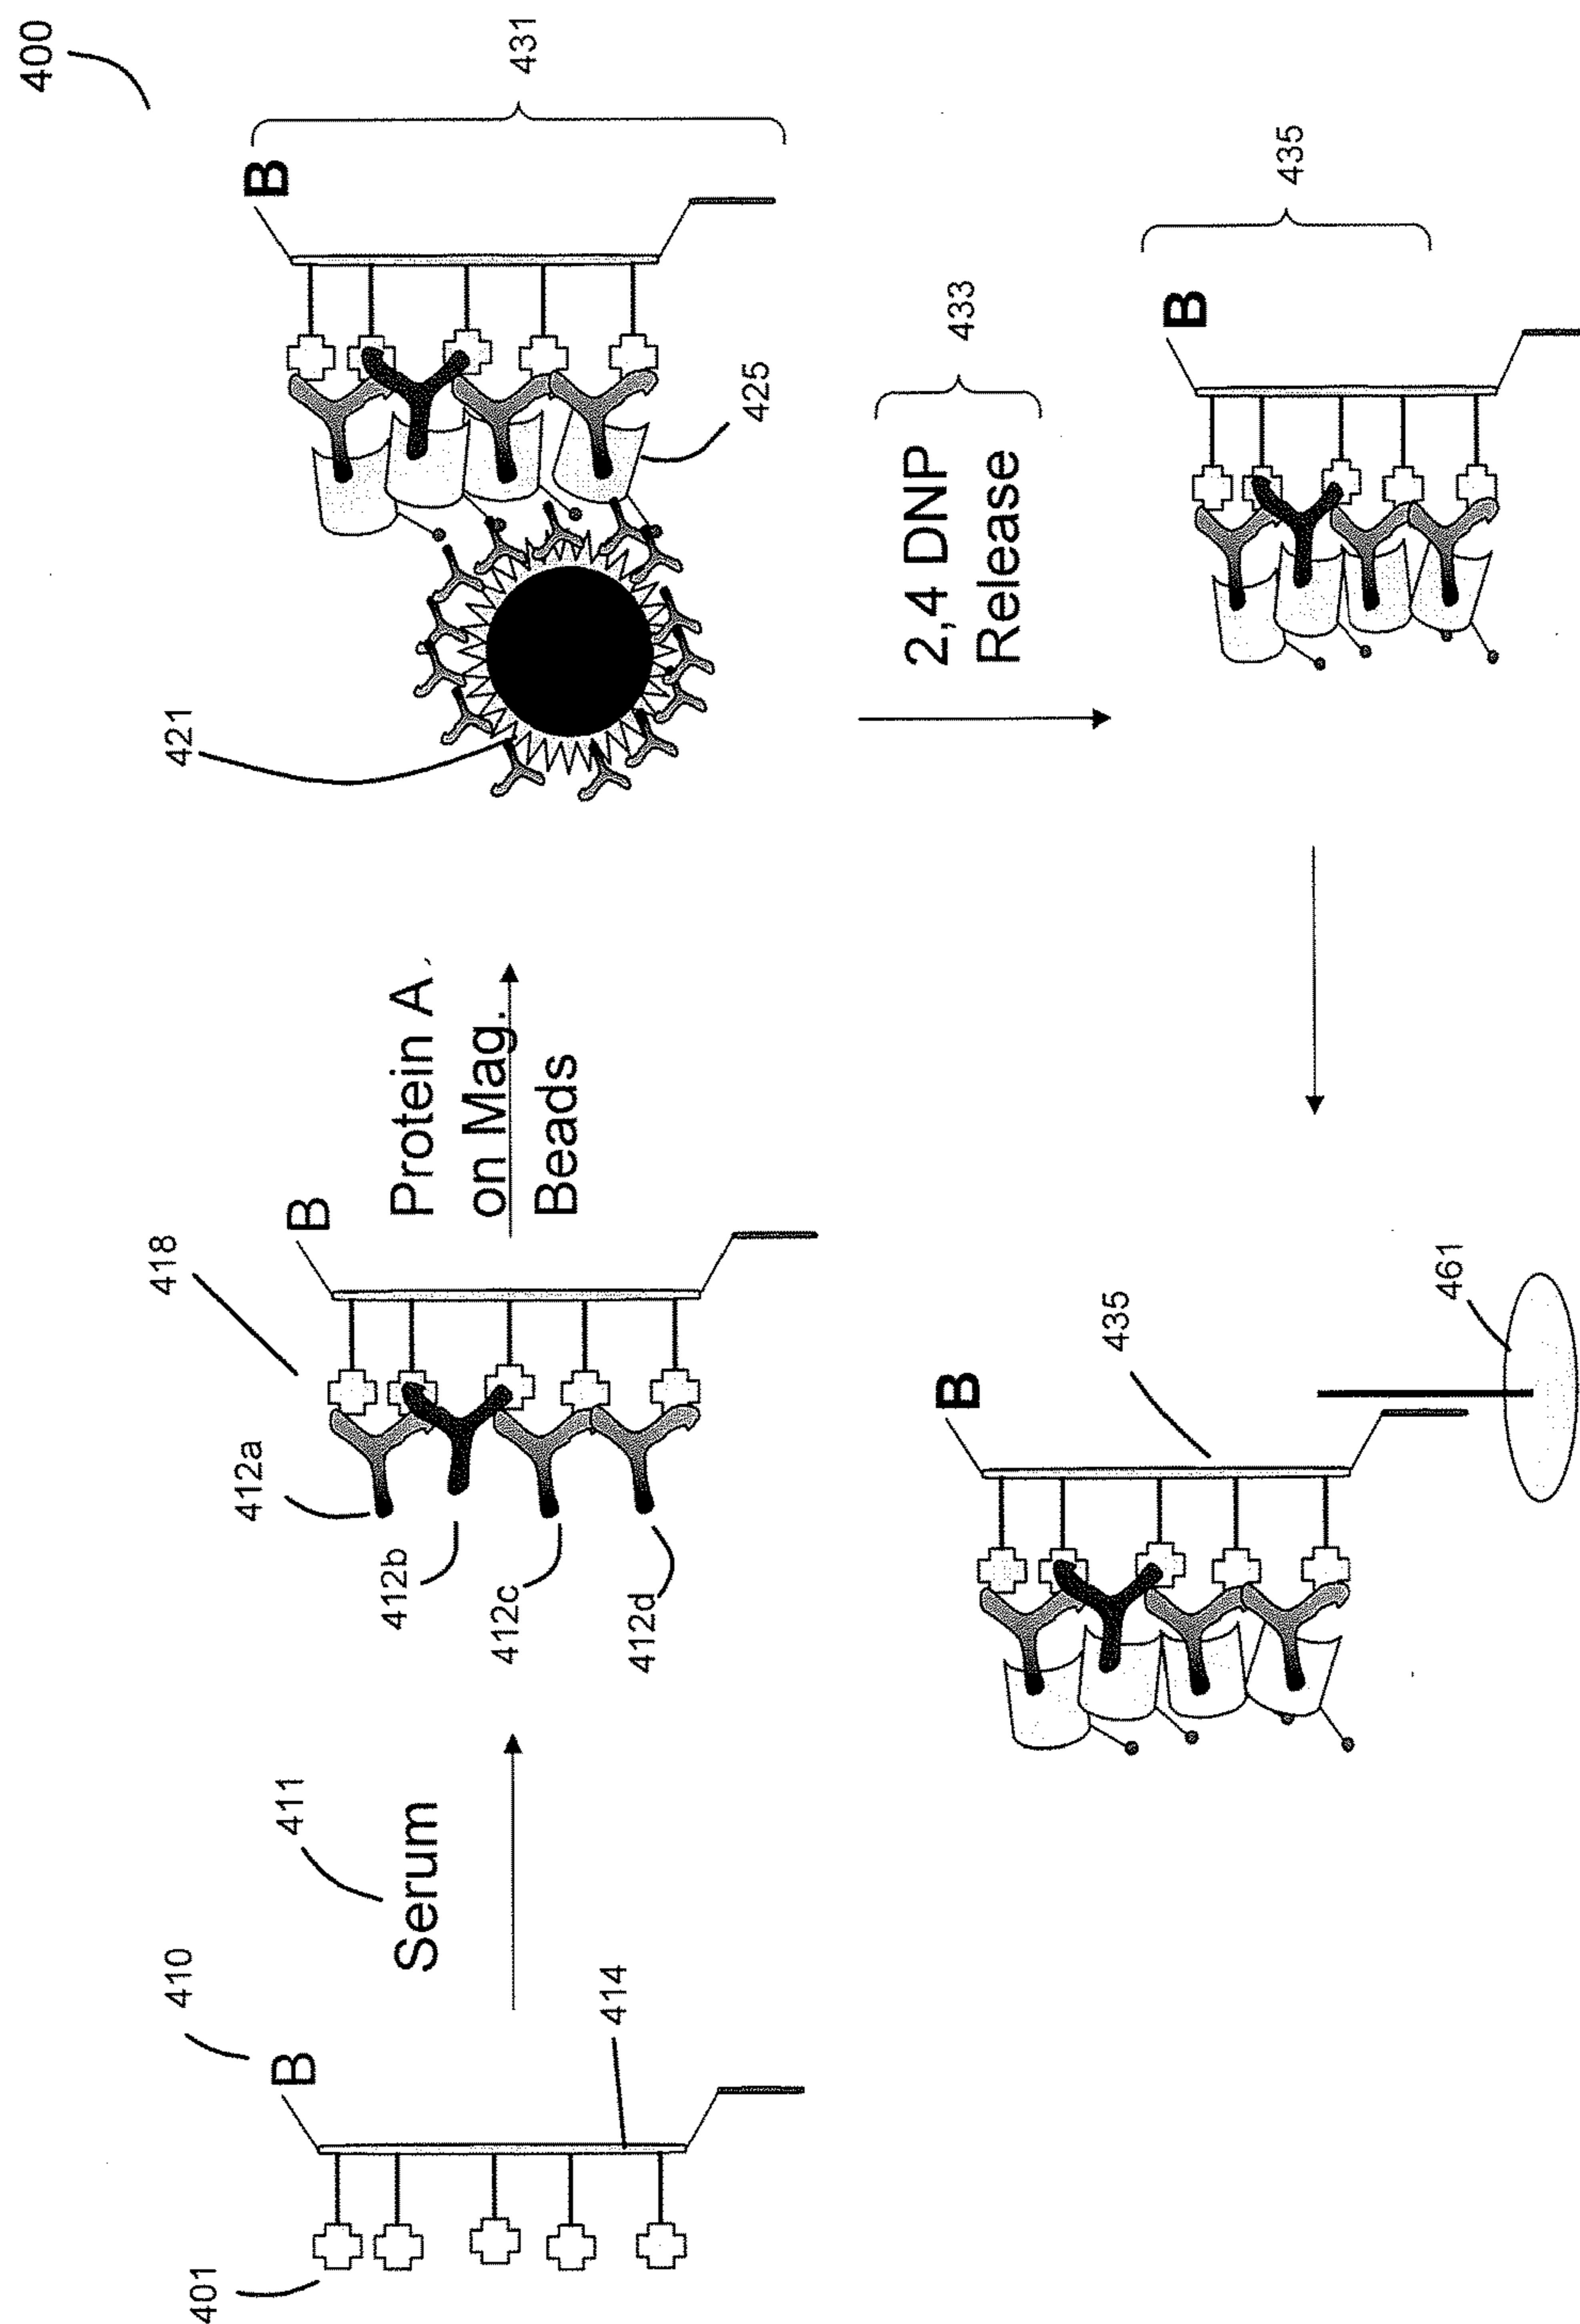 400
401
410
B
414
411
Serum
412a
412b
412c
412d
418
B
Protein A
on Mag.
Beads
421
B
431
425
2,4 DNP
Release
433
B
435
B
435
461